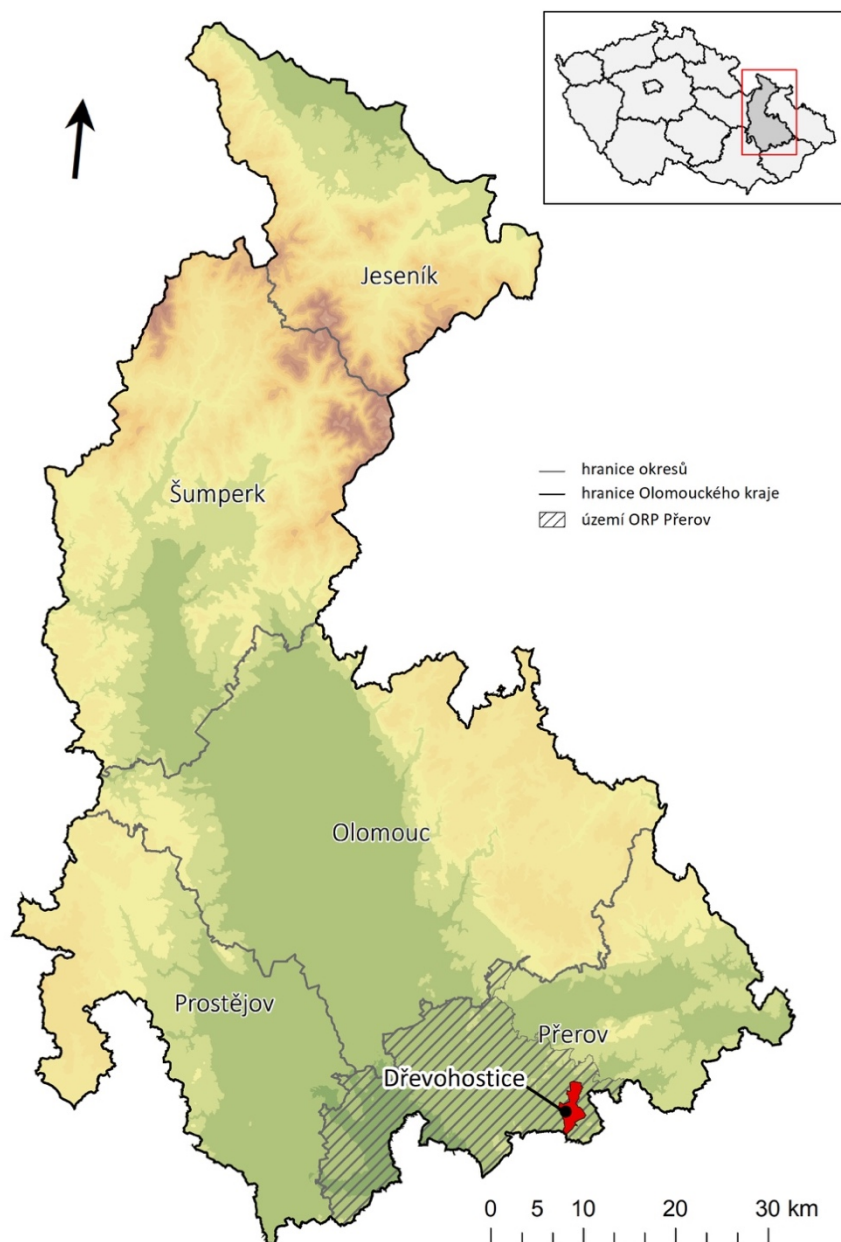 Jeseník
Šumperk
hranice okresů
hranice Olomouckého kraje
území ORP Přerov
Olomouc
Prostějov
Přerov
Dřevohostice
0 5 10 20 30 km